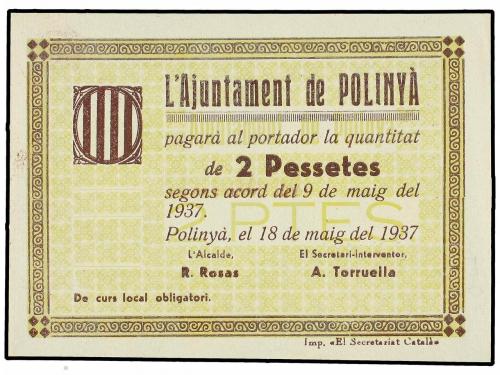 L'Ajuntament de POLINYÀ
pagarà al portador la quantitat
de 2 Pessetes
segons acord del 9 de maig del
1937.
PTES
Polinyà, el 18 de maig del 1937
L'Alcalde, El Secretari-Interventor,
R. Rosas A. Torruella
De curs local obligatori.
Imp. «El Secretariat Català»